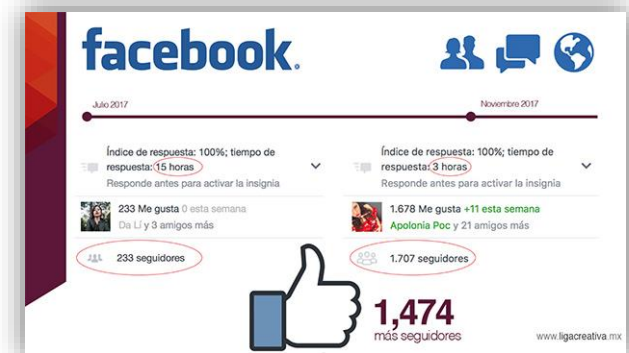 facebook.
Julio 2017
Noviembre 2017
Índice de respuesta: 100%; tiempo de
respuesta: 15 horas
Responde antes para activar la insignia
233 Me gusta 0 esta semana
Da Lí y 3 amigos más
233 seguidores
Índice de respuesta: 100%; tiempo de
respuesta: 3 horas
Responde antes para activar la insignia
1.678 Me gusta +11 esta semana
Apolonia Poc y 21 amigos más
1.707 seguidores
1,474
más seguidores
www.ligacreativa.mx